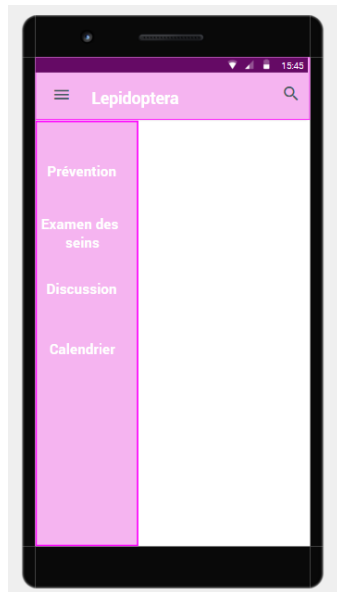 15:45
Lepidoptera
Prévention
Examen des
seins
Discussion
Calendrier